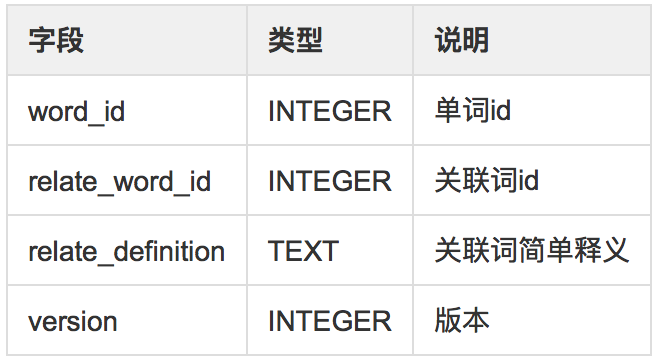 字段 类型 说明
word_id INTEGER 单词id
relate_word_id INTEGER 关联词id
relate_definition TEXT 关联词简单释义
version INTEGER 版本